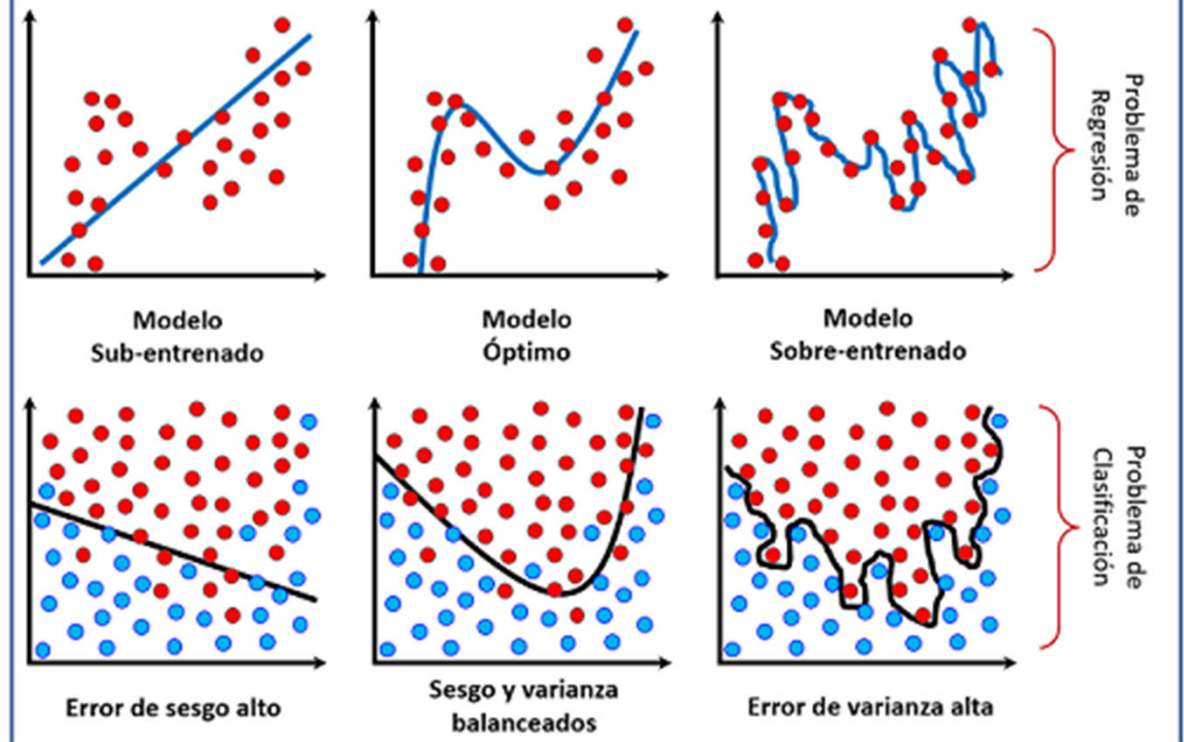 Problema de
Regresión
Modelo
Sub-entrenado
Modelo
Óptimo
Modelo
Sobre-entrenado
Problema de
Clasificación
Error de sesgo alto
Sesgo y varianza
balanceados
Error de varianza alta